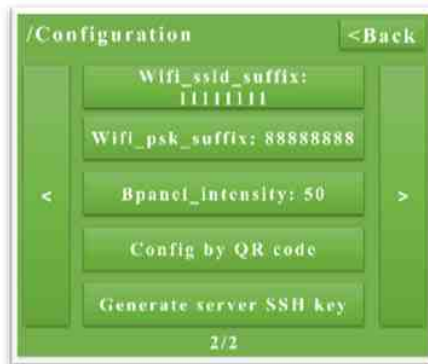 /Configuration
<Back
Wifi_ssid_suffix:
11111111
Wifi_psk_suffix: 88888888
<
Bpanel_intensity: 50
>
Config by QR code
Generate server SSH key
2/2